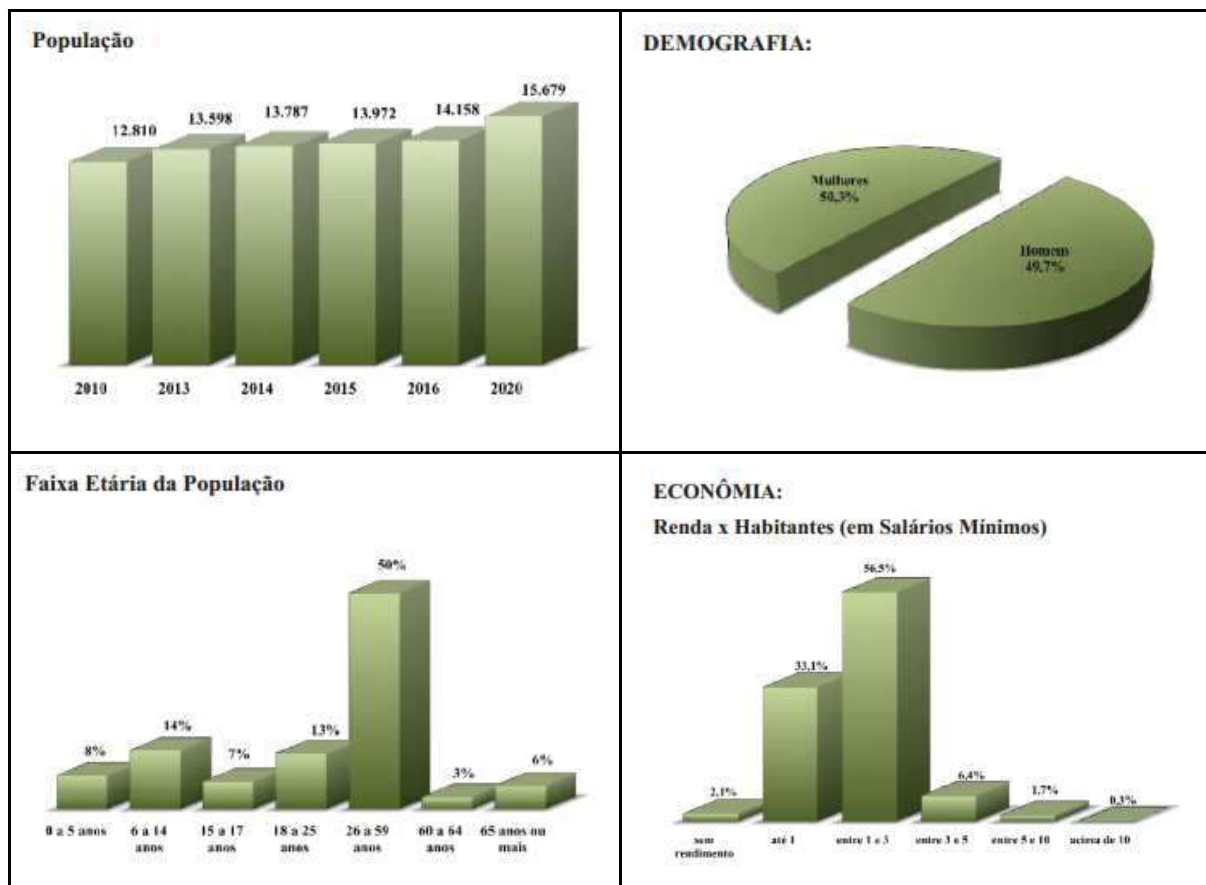 População
12.810
13.598
13.787
13.972
14.158
15.679
2010
2013
2014
2015
2016
2020
DEMOGRAFIA:
Mulheres
50,3%
Homem
49,7%
Faixa Etária da População
8%
14%
7%
13%
50%
3%
6%
0 a 5 anos
6 a 14
anos
15 a 17
anos
18 a 25
anos
26 a 59
anos
60 a 64
anos
65 anos ou
mais
ECONÔMIA:
Renda x Habitantes (em Salários Mínimos)
2,1%
33,1%
56,5%
6,4%
1,7%
0,3%
sem
rendimento
até 1
entre 1 e 3
entre 3 e 5
entre 5 e 10
acima de 10